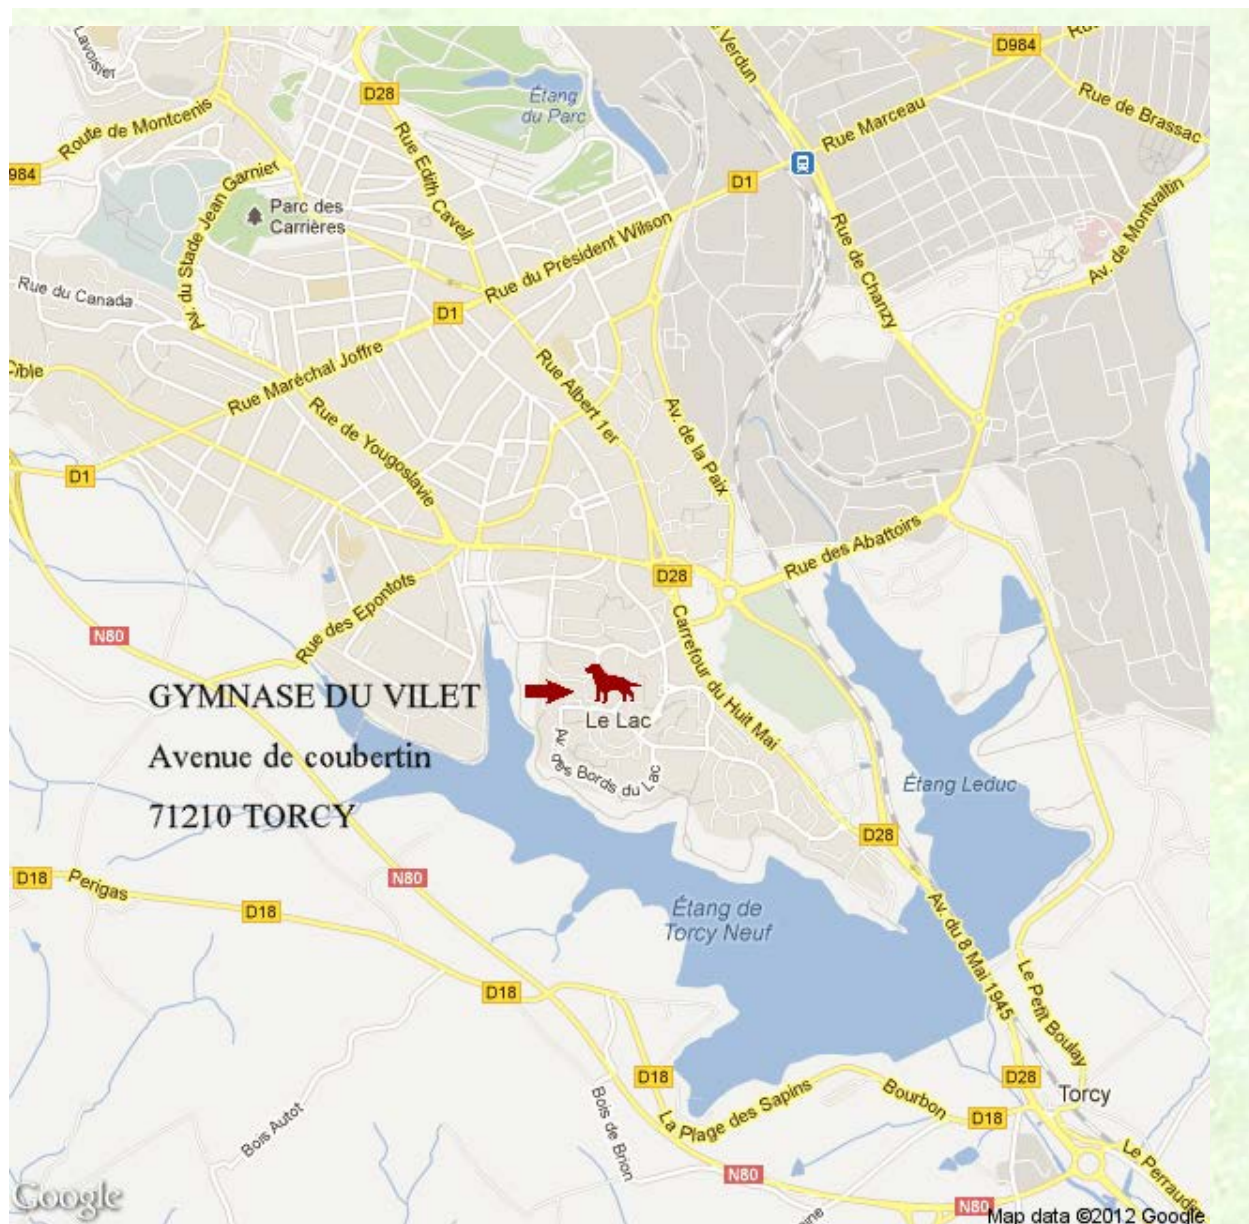 Lavoisier
D28
Étang
du Parc
Verdun
D984
Rue de Brassac
Route de Montcenis
Rue Marceau
984
Av. du Stade Jean Garnier
Rue Edith Cavell
D1
Parc des
Carrières
Rue du Président Wilson
Rue de Chanzy
Av. de Montvaltin
Rue du Canada
D1
Rue Maréchal Joffre
Rue Albert 1er
Rue de Yougoslavie
Av. de la Paix
D1
Rue des Abattoirs
D28
Rue des Epontots
N80
Carrefour du Huit Mai
GYMNASE DU VILET
Le Lac
Avenue de coubertin
Av. des Bords du Lac
Étang Leduc
71210 TORCY
D28
D18
Perigas
N80
D18
Étang de
Torcy Neuf
Av. du 8 Mai 1945
D18
Le Petit Boulay
D18
D28
Torcy
La Plage des Sapins
Bourbon
D18
Bois Autot
Bois de Brion
N80
Le Perraudin
Google
N80
Map data ©2012 Google